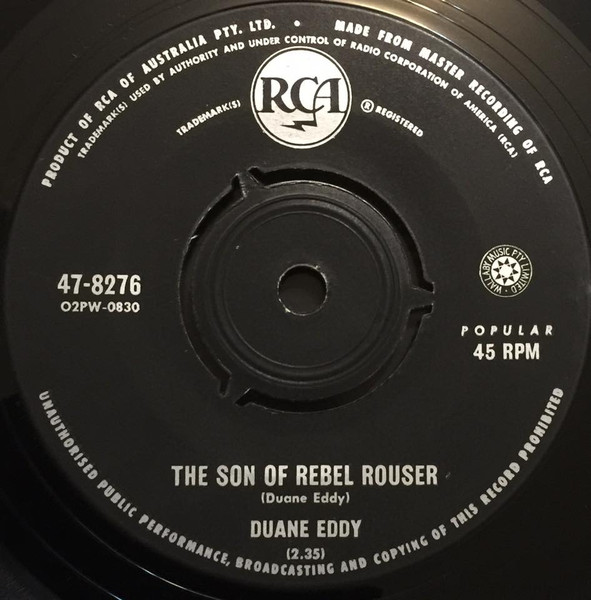 PRODUCT OF RCA OF AUSTRALIA PTY. LTD. • MADE FROM MASTER RECORDING OF RCA
TRADEMARK(S) USED BY AUTHORITY AND UNDER CONTROL OF RADIO CORPORATION OF AMERICA (RCA)
RCA
TRADEMARK(S) ® REGISTERED
47-8276
O2PW-0830
WALLABY MUSIC PTY LIMITED •
POPULAR
45 RPM
THE SON OF REBEL ROUSER
(Duane Eddy)
DUANE EDDY
(2.35)
UNAUTHORISED PUBLIC PERFORMANCE, BROADCASTING AND COPYING OF THIS RECORD PROHIBITED